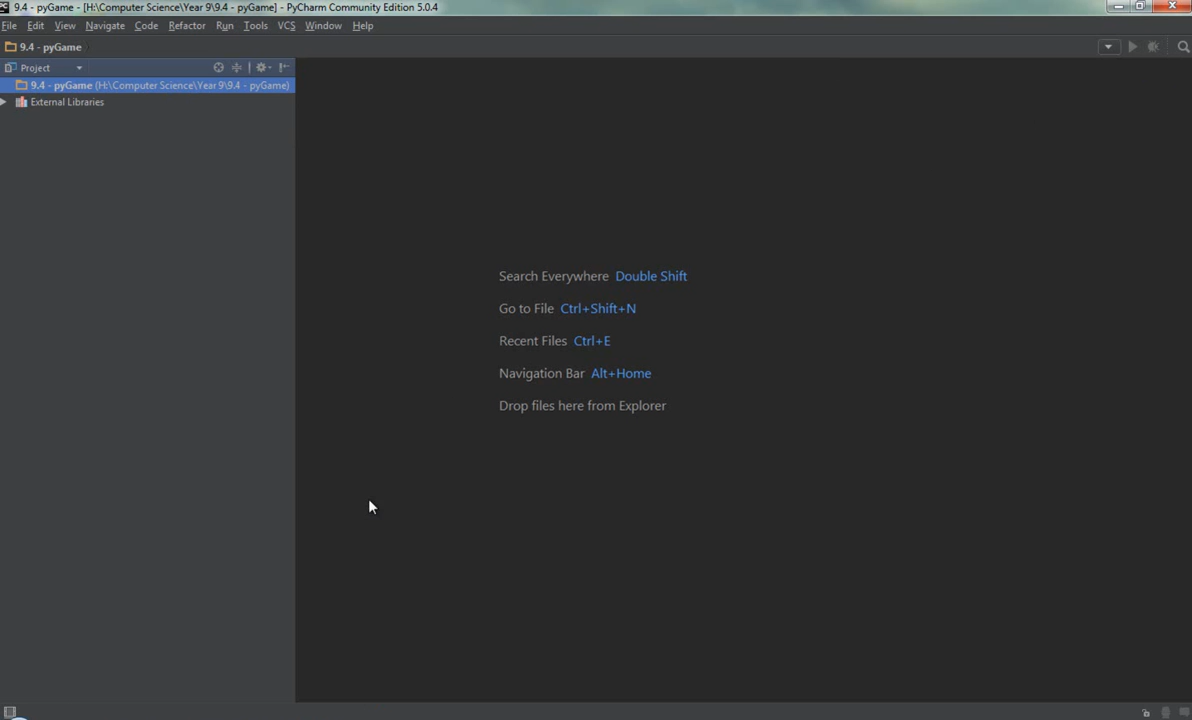 PC 9.4 - pyGame - [H:\Computer Science\Year 9\9.4 - pyGame] - PyCharm Community Edition 5.0.4
File Edit View Navigate Code Refactor Run Tools VCS Window Help
9.4 - pyGame
Project
9.4 - pyGame (H:\Computer Science\Year 9\9.4 - pyGame)
External Libraries
Search Everywhere Double Shift
Go to File Ctrl+Shift+N
Recent Files Ctrl+E
Navigation Bar Alt+Home
Drop files here from Explorer